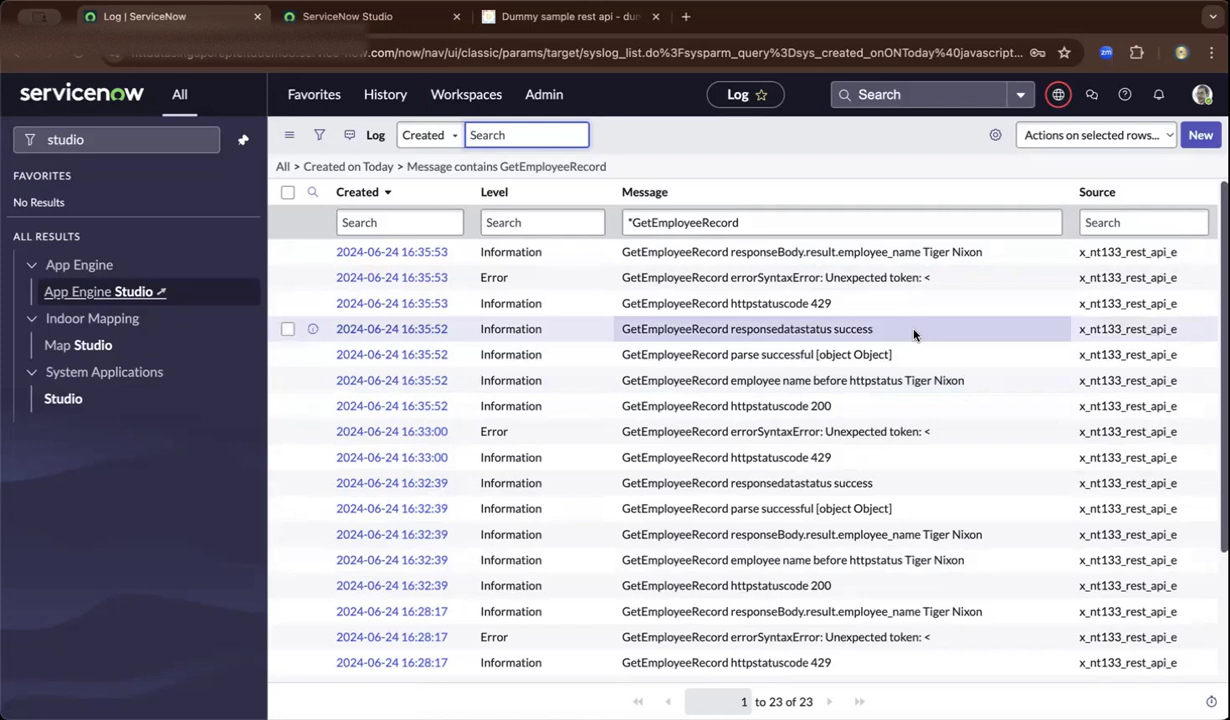 Log | ServiceNow
ServiceNow Studio
Dummy sample rest api - du
.com/now/nav/ui/classic/params/target/syslog_list.do%3Fsysparm_query%3Dsys_created_onONToday%40javascript...
zm
servicenow
All
Favorites
History
Workspaces
Admin
Log
Search
studio
FAVORITES
No Results
ALL RESULTS
App Engine
App Engine Studio
Indoor Mapping
Map Studio
System Applications
Studio
Log
Created
Search
Actions on selected rows...
New
All > Created on Today > Message contains GetEmployeeRecord
Created Level Message Source
Search Search *GetEmployeeRecord Search
2024-06-24 16:35:53 Information GetEmployeeRecord responseBody.result.employee_name Tiger Nixon x_nt133_rest_api_e
2024-06-24 16:35:53 Error GetEmployeeRecord errorSyntaxError: Unexpected token: < x_nt133_rest_api_e
2024-06-24 16:35:53 Information GetEmployeeRecord httpstatuscode 429 x_nt133_rest_api_e
2024-06-24 16:35:52 Information GetEmployeeRecord responsedatastatus success x_nt133_rest_api_e
2024-06-24 16:35:52 Information GetEmployeeRecord parse successful [object Object] x_nt133_rest_api_e
2024-06-24 16:35:52 Information GetEmployeeRecord employee name before httpstatus Tiger Nixon x_nt133_rest_api_e
2024-06-24 16:35:52 Information GetEmployeeRecord httpstatuscode 200 x_nt133_rest_api_e
2024-06-24 16:33:00 Error GetEmployeeRecord errorSyntaxError: Unexpected token: < x_nt133_rest_api_e
2024-06-24 16:33:00 Information GetEmployeeRecord httpstatuscode 429 x_nt133_rest_api_e
2024-06-24 16:32:39 Information GetEmployeeRecord responsedatastatus success x_nt133_rest_api_e
2024-06-24 16:32:39 Information GetEmployeeRecord parse successful [object Object] x_nt133_rest_api_e
2024-06-24 16:32:39 Information GetEmployeeRecord responseBody.result.employee_name Tiger Nixon x_nt133_rest_api_e
2024-06-24 16:32:39 Information GetEmployeeRecord employee name before httpstatus Tiger Nixon x_nt133_rest_api_e
2024-06-24 16:32:39 Information GetEmployeeRecord httpstatuscode 200 x_nt133_rest_api_e
2024-06-24 16:28:17 Information GetEmployeeRecord responseBody.result.employee_name Tiger Nixon x_nt133_rest_api_e
2024-06-24 16:28:17 Error GetEmployeeRecord errorSyntaxError: Unexpected token: < x_nt133_rest_api_e
2024-06-24 16:28:17 Information GetEmployeeRecord httpstatuscode 429 x_nt133_rest_api_e
1 to 23 of 23